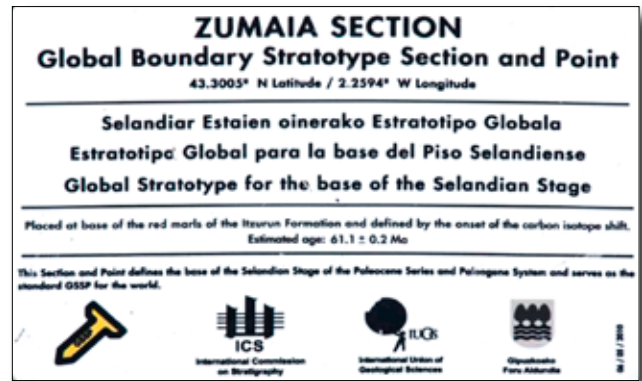 ZUMAIA SECTION
Global Boundary Stratotype Section and Point
43.3005° N Latitude / 2.2594° W Longitude
Selandiar Estaien oinerako Estratotipo Globala
Estratotipo Global para la base del Piso Selandiense
Global Stratotype for the base of the Selandian Stage
Placed at base of the red marls of the Itzurun Formation and defined by the onset of the carbon isotope shift.
Estimated age: 61.1 ± 0.2 Ma
This Section and Point defines the base of the Selandian Stage of the Paleocene Series and Paleogene System and serves as the
standard GSSP for the world.
GSSP
ICS
International Commission
on Stratigraphy
IUGS
International Union of
Geological Sciences
Gipuzkoako
Foru Aldundia